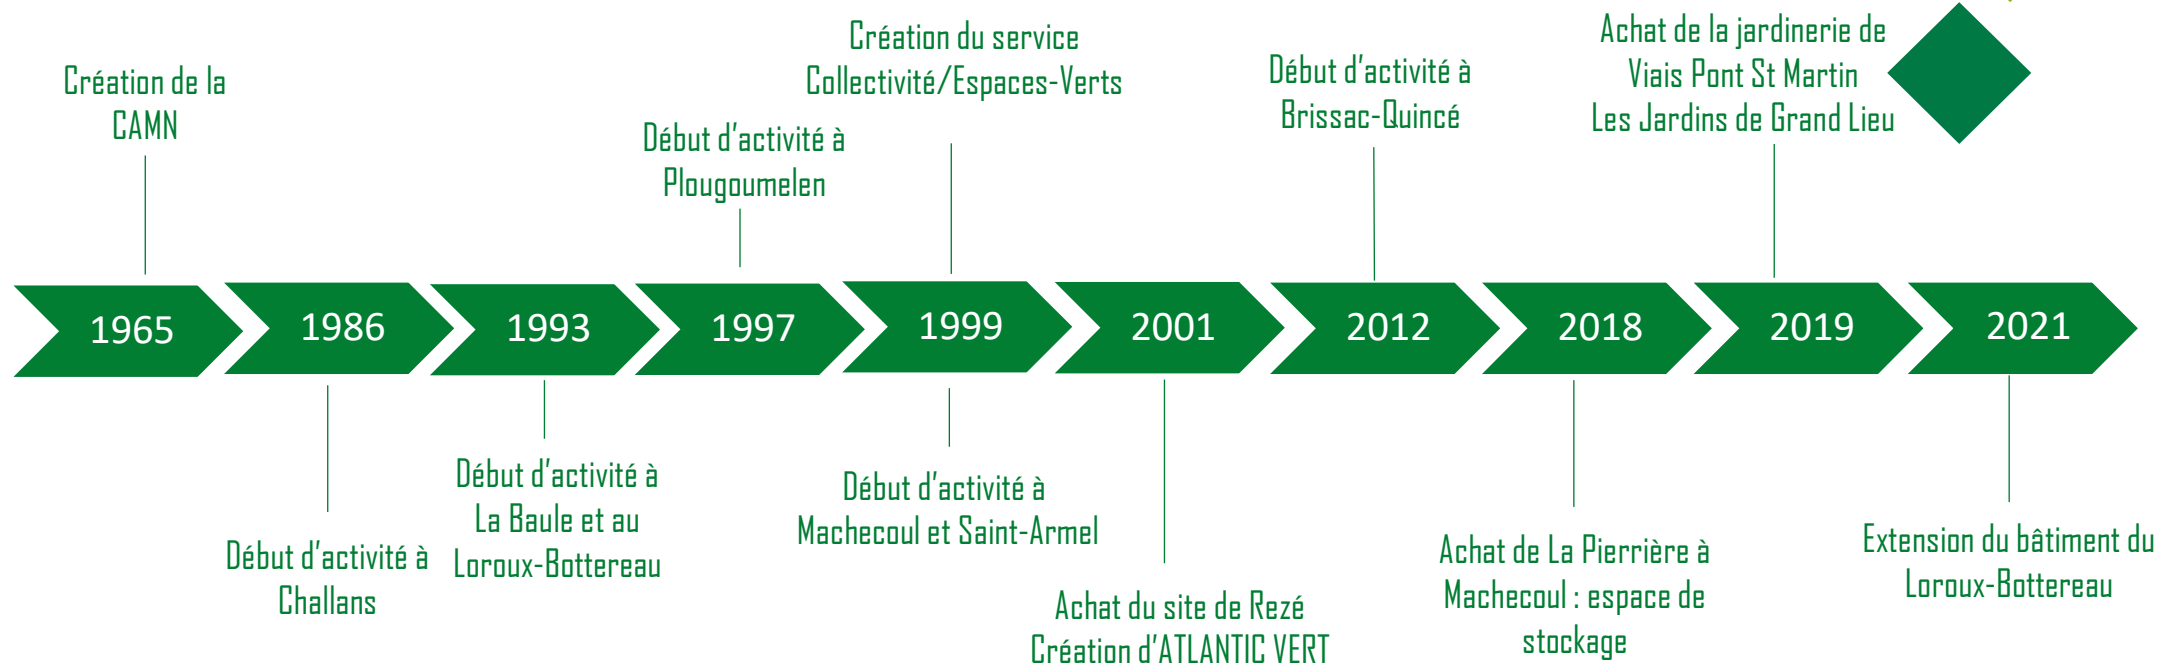 Création de la
CAMN
Début d'activité à
Plougoumelen
Création du service
Collectivité/Espaces-Verts
Début d'activité à
Brissac-Quincé
Achat de la jardinerie de
Viais Pont St Martin
Les Jardins de Grand Lieu
1965
1986
1993
1997
1999
2001
2012
2018
2019
2021
Début d'activité à
Challans
Début d'activité à
La Baule et au
Loroux-Bottereau
Début d'activité à
Machecoul et Saint-Armel
Achat du site de Rezé
Création d'ATLANTIC VERT
Achat de La Pierrière à
Machecoul : espace de
stockage
Extension du bâtiment du
Loroux-Bottereau